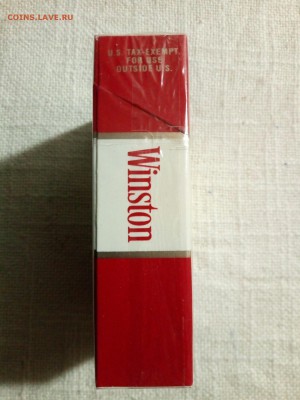 COINS.LAVE.RU
U.S. TAX-EXEMPT.
FOR USE
OUTSIDE U.S.
Winston